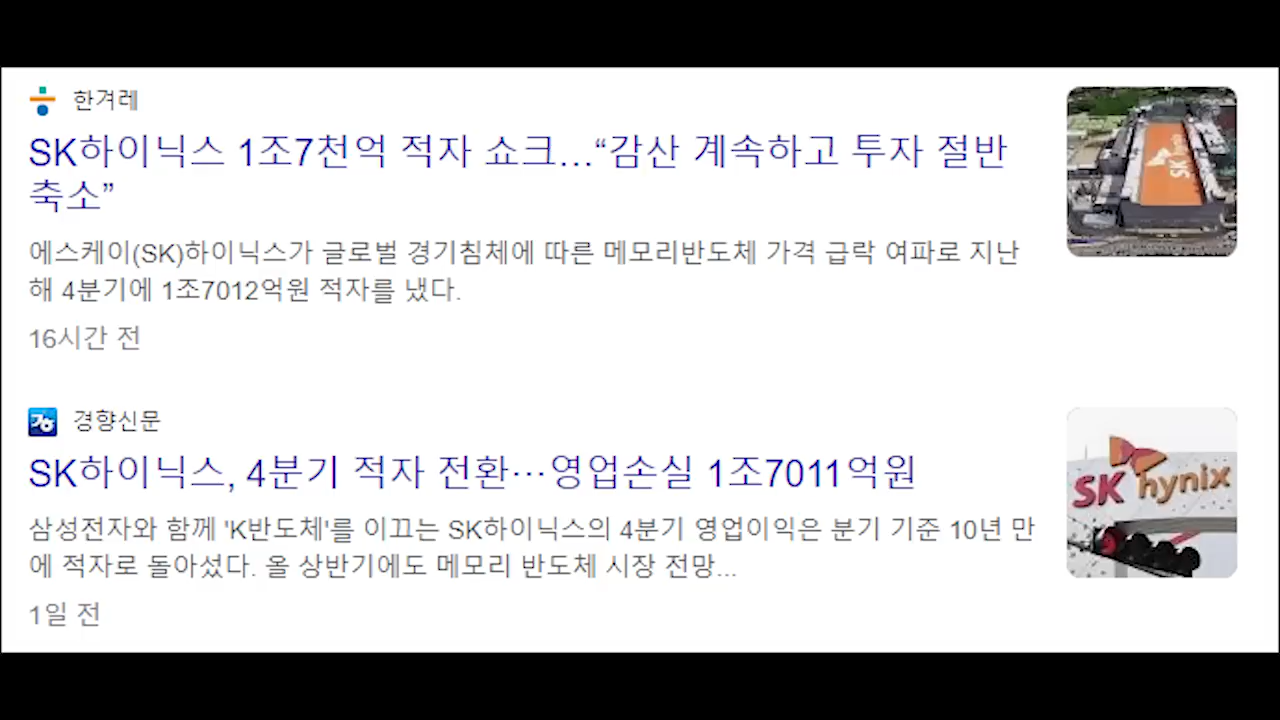 한겨레
SK하이닉스 1조7천억 적자 쇼크…“감산 계속하고 투자 절반
축소”
에스케이(SK)하이닉스가 글로벌 경기침체에 따른 메모리반도체 가격 급락 여파로 지난
해 4분기에 1조7012억원 적자를 냈다.
16시간 전
경향신문
SK하이닉스, 4분기 적자 전환…영업손실 1조7011억원
삼성전자와 함께 'K반도체'를 이끄는 SK하이닉스의 4분기 영업이익은 분기 기준 10년 만
에 적자로 돌아섰다. 올 상반기에도 메모리 반도체 시장 전망...
1일 전
SK hynix